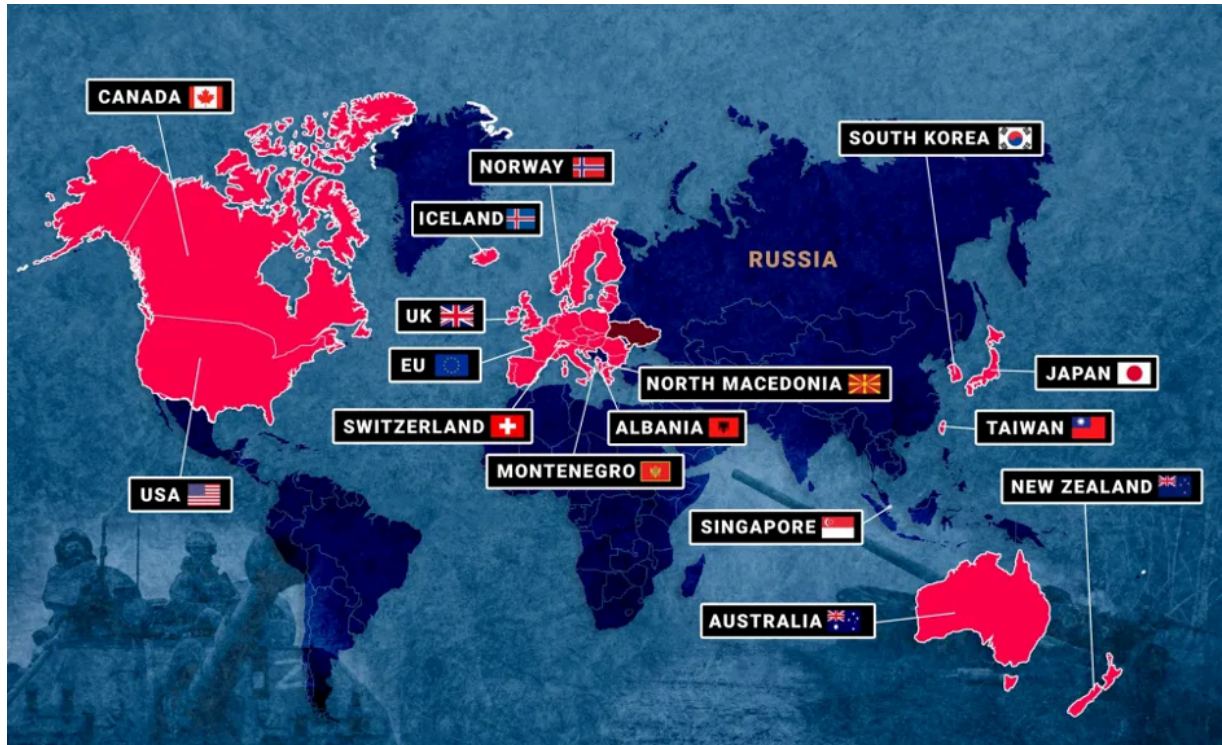 CANADA
SOUTH KOREA
NORWAY
ICELAND
RUSSIA
UK
EU
JAPAN
NORTH MACEDONIA
SWITZERLAND
ALBANIA
TAIWAN
MONTENEGRO
USA
NEW ZEALAND
SINGAPORE
AUSTRALIA